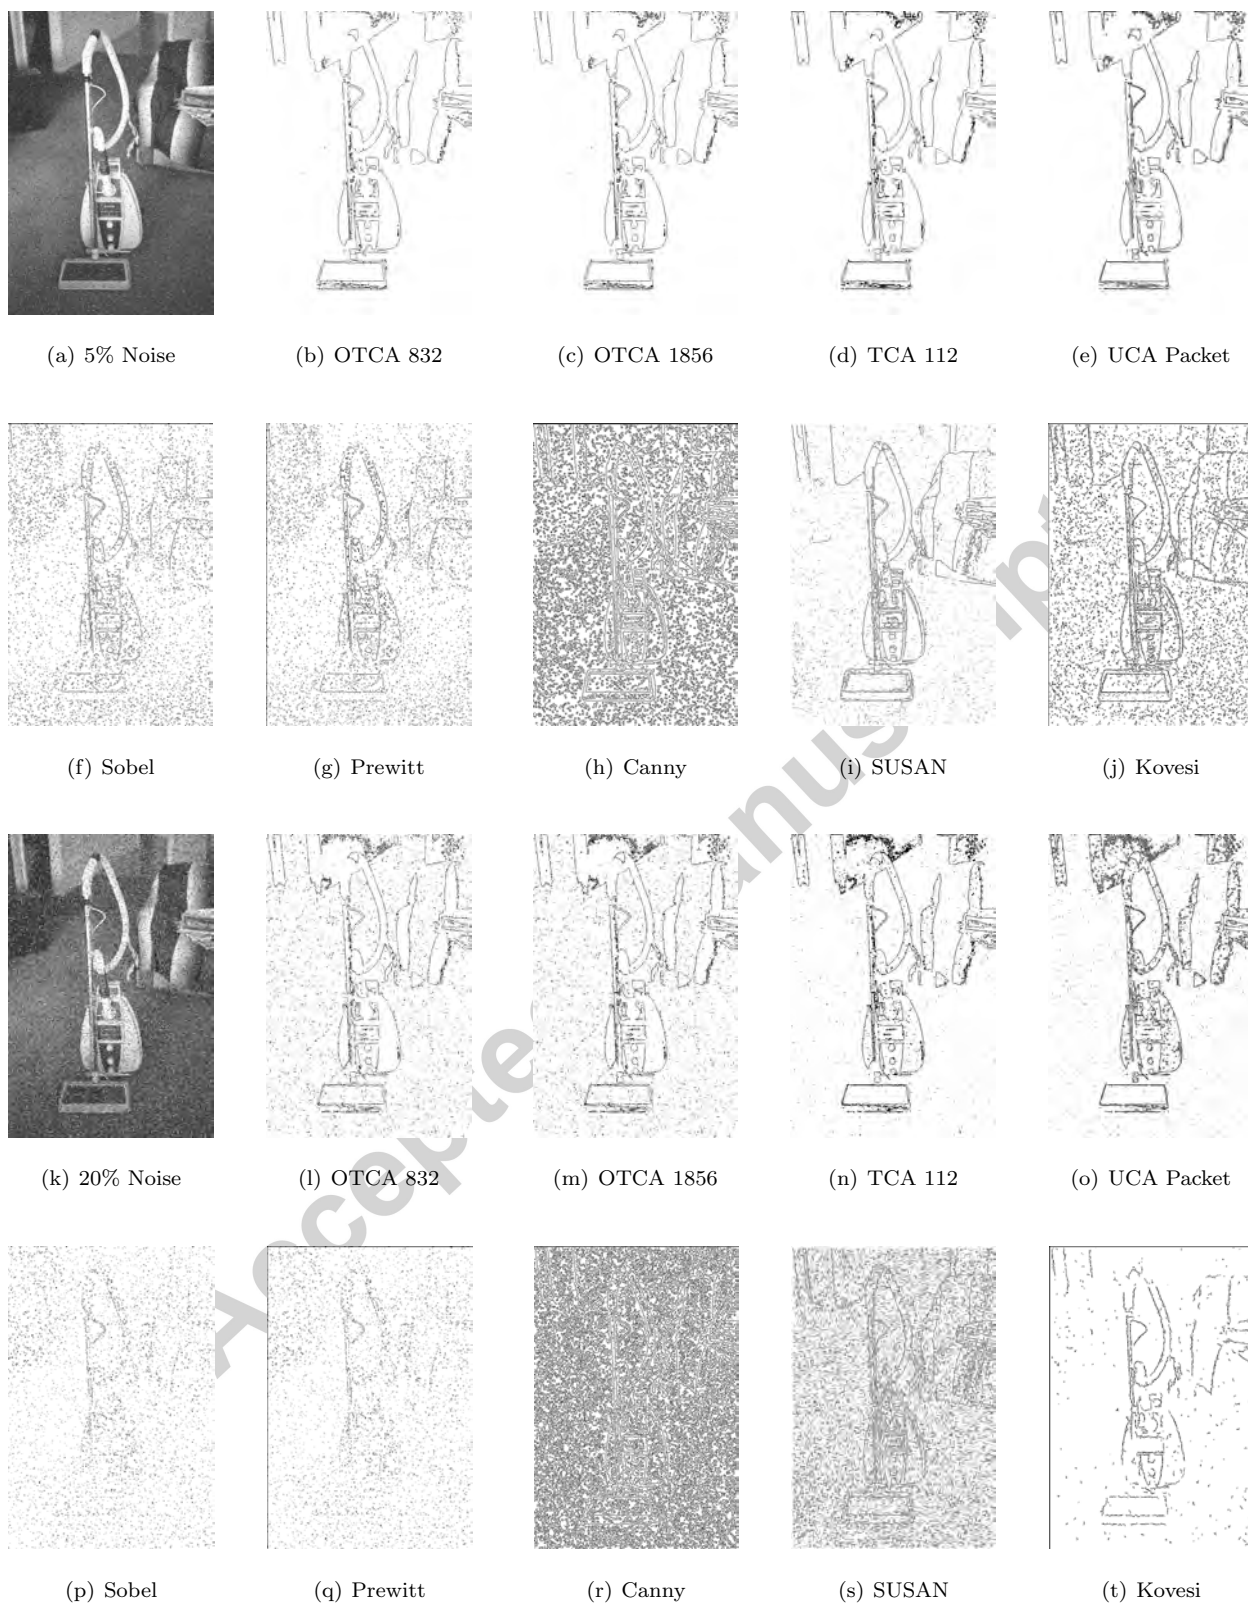 (a) 5% Noise
(b) OTCA 832
(c) OTCA 1856
(d) TCA 112
(e) UCA Packet
(f) Sobel
(g) Prewitt
(h) Canny
(i) SUSAN
(j) Kovesi
(k) 20% Noise
(l) OTCA 832
(m) OTCA 1856
(n) TCA 112
(o) UCA Packet
(p) Sobel
(q) Prewitt
(r) Canny
(s) SUSAN
(t) Kovesi